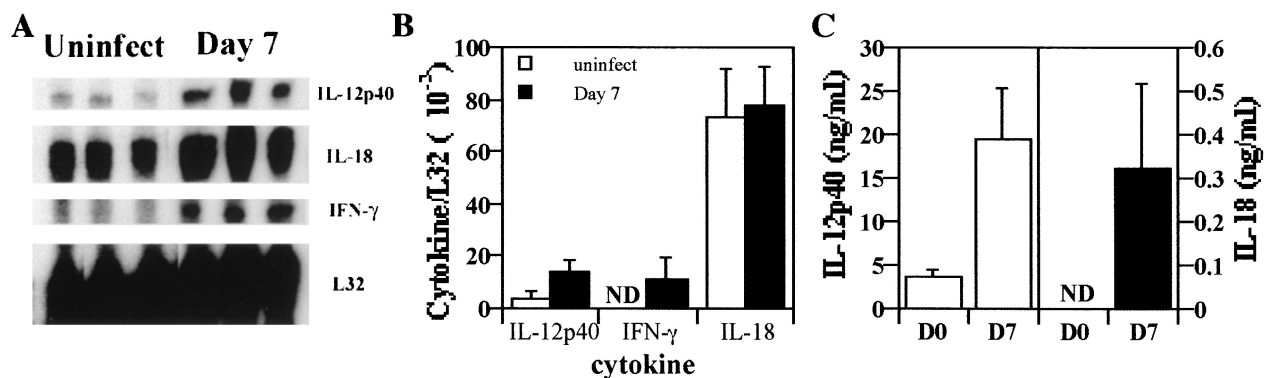 A
Uninfect Day 7
IL-12p40
IL-18
IFN-γ
L32
B
Cytokine/L32 ( 10⁻³)
100
80
60
40
20
0
uninfect
Day 7
ND
IL-12p40 IFN-γ IL-18
cytokine
C
IL-12p40 (ng/ml)
30
25
20
15
10
5
0
ND
D0 D7 D0 D7
0.6
0.5
0.4
0.3
0.2
0.1
0
IL-18 (ng/ml)